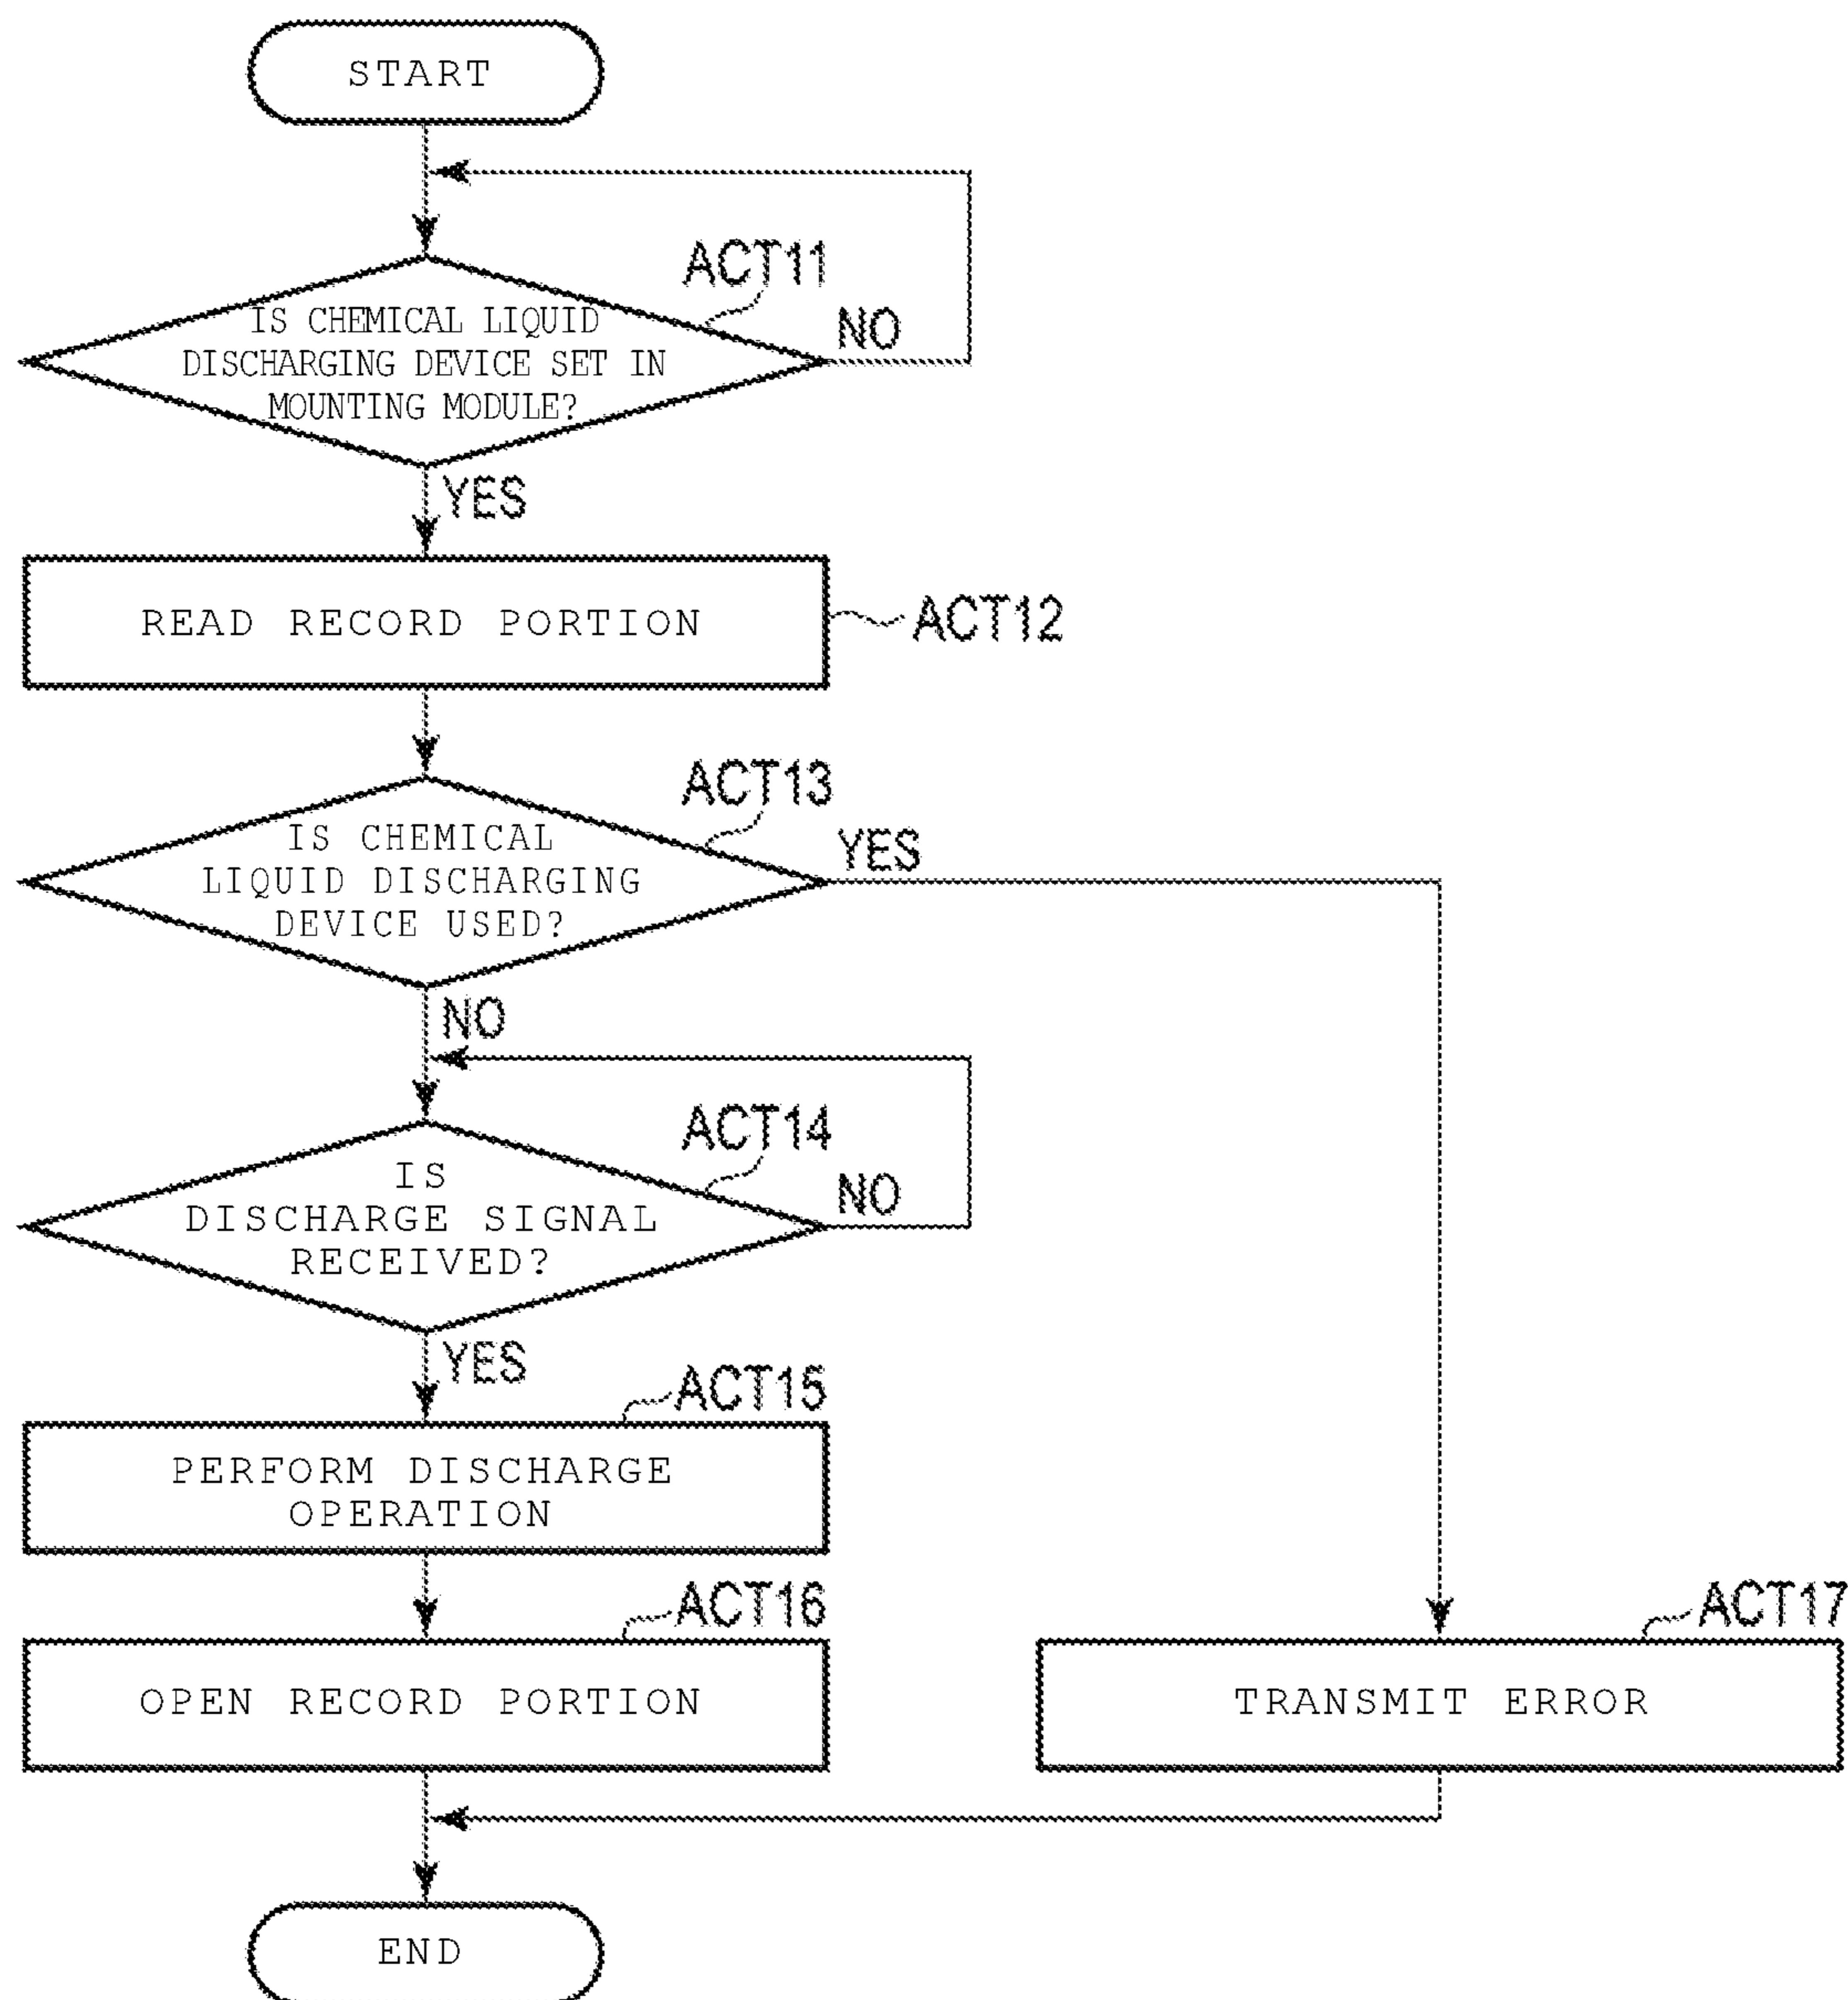 START
ACT11
IS CHEMICAL LIQUID
DISCHARGING DEVICE SET IN
MOUNTING MODULE?
NO
YES
READ RECORD PORTION
ACT12
ACT13
IS CHEMICAL
LIQUID DISCHARGING
DEVICE USED?
YES
NO
ACT14
IS
DISCHARGE SIGNAL
RECEIVED?
NO
YES
ACT15
PERFORM DISCHARGE
OPERATION
ACT16
OPEN RECORD PORTION
ACT17
TRANSMIT ERROR
END